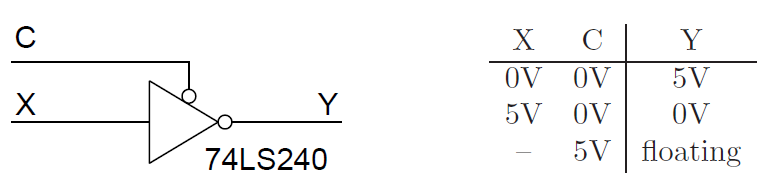 C
X
Y
74LS240
X C Y
0V 0V 5V
5V 0V 0V
– 5V floating